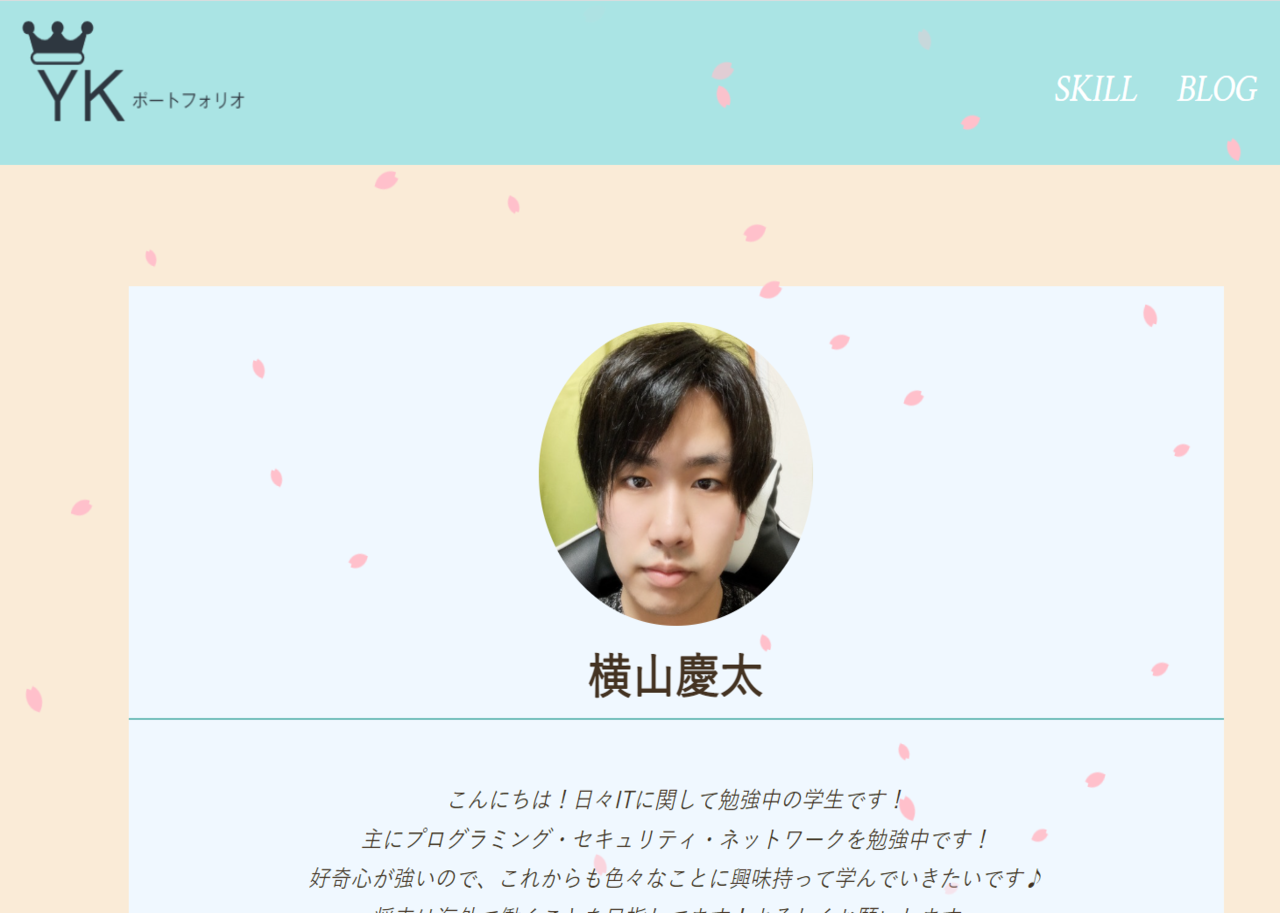 YK ポートフォリオ
SKILL BLOG
横山慶太
こんにちは！日々ITに関して勉強中の学生です！
主にプログラミング・セキュリティ・ネットワークを勉強中です！
好奇心が強いので、これからも色々なことに興味持って学んでいきたいです♪